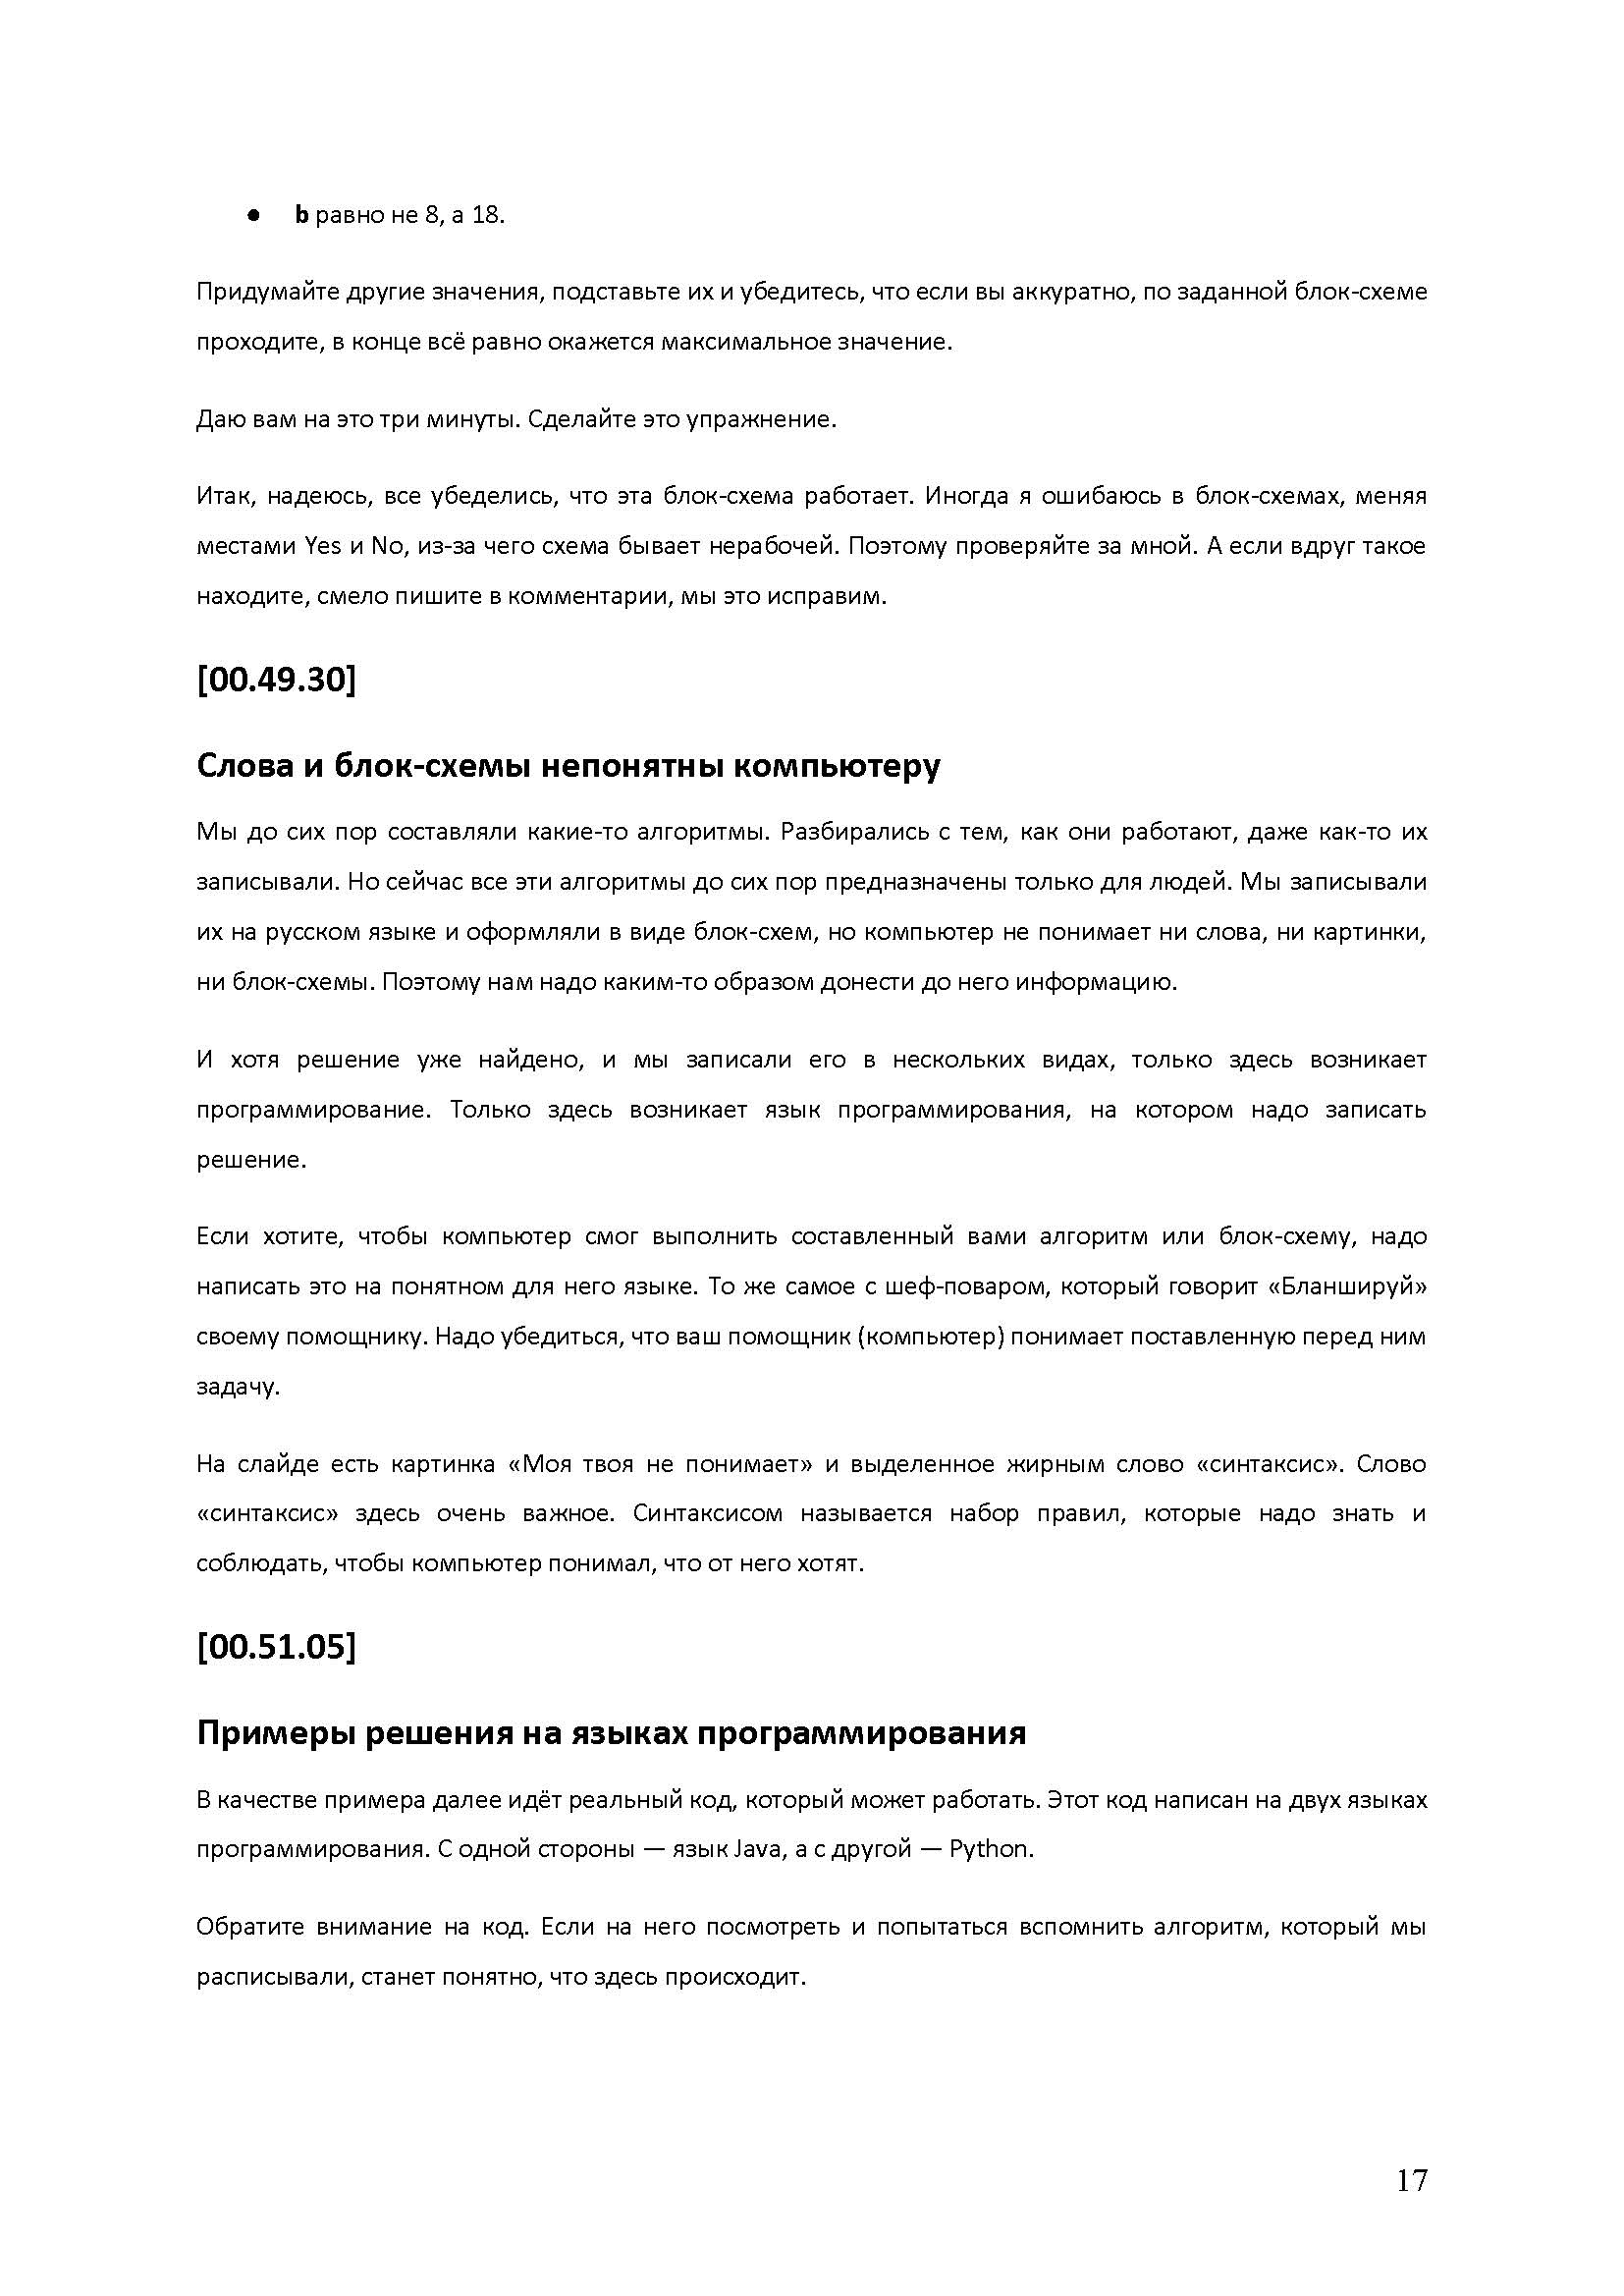 ● b равно не 8, а 18.
Придумайте другие значения, подставьте их и убедитесь, что если вы аккуратно, по заданной блок-схеме
проходите, в конце всё равно окажется максимальное значение.
Даю вам на это три минуты. Сделайте это упражнение.
Итак, надеюсь, все убеделись, что эта блок-схема работает. Иногда я ошибаюсь в блок-схемах, меняя
местами Yes и No, из-за чего схема бывает нерабочей. Поэтому проверяйте за мной. А если вдруг такое
находите, смело пишите в комментарии, мы это исправим.
[00.49.30]
Слова и блок-схемы непонятны компьютеру
Мы до сих пор составляли какие-то алгоритмы. Разбирались с тем, как они работают, даже как-то их
записывали. Но сейчас все эти алгоритмы до сих пор предназначены только для людей. Мы записывали
их на русском языке и оформляли в виде блок-схем, но компьютер не понимает ни слова, ни картинки,
ни блок-схемы. Поэтому нам надо каким-то образом донести до него информацию.
И хотя решение уже найдено, и мы записали его в нескольких видах, только здесь возникает
программирование. Только здесь возникает язык программирования, на котором надо записать
решение.
Если хотите, чтобы компьютер смог выполнить составленный вами алгоритм или блок-схему, надо
написать это на понятном для него языке. То же самое с шеф-поваром, который говорит «Бланшируй»
своему помощнику. Надо убедиться, что ваш помощник (компьютер) понимает поставленную перед ним
задачу.
На слайде есть картинка «Моя твоя не понимает» и выделенное жирным слово «синтаксис». Слово
«синтаксис» здесь очень важное. Синтаксисом называется набор правил, которые надо знать и
соблюдать, чтобы компьютер понимал, что от него хотят.
[00.51.05]
Примеры решения на языках программирования
В качестве примера далее идёт реальный код, который может работать. Этот код написан на двух языках
программирования. С одной стороны — язык Java, а с другой — Python.
Обратите внимание на код. Если на него посмотреть и попытаться вспомнить алгоритм, который мы
расписывали, станет понятно, что здесь происходит.
17